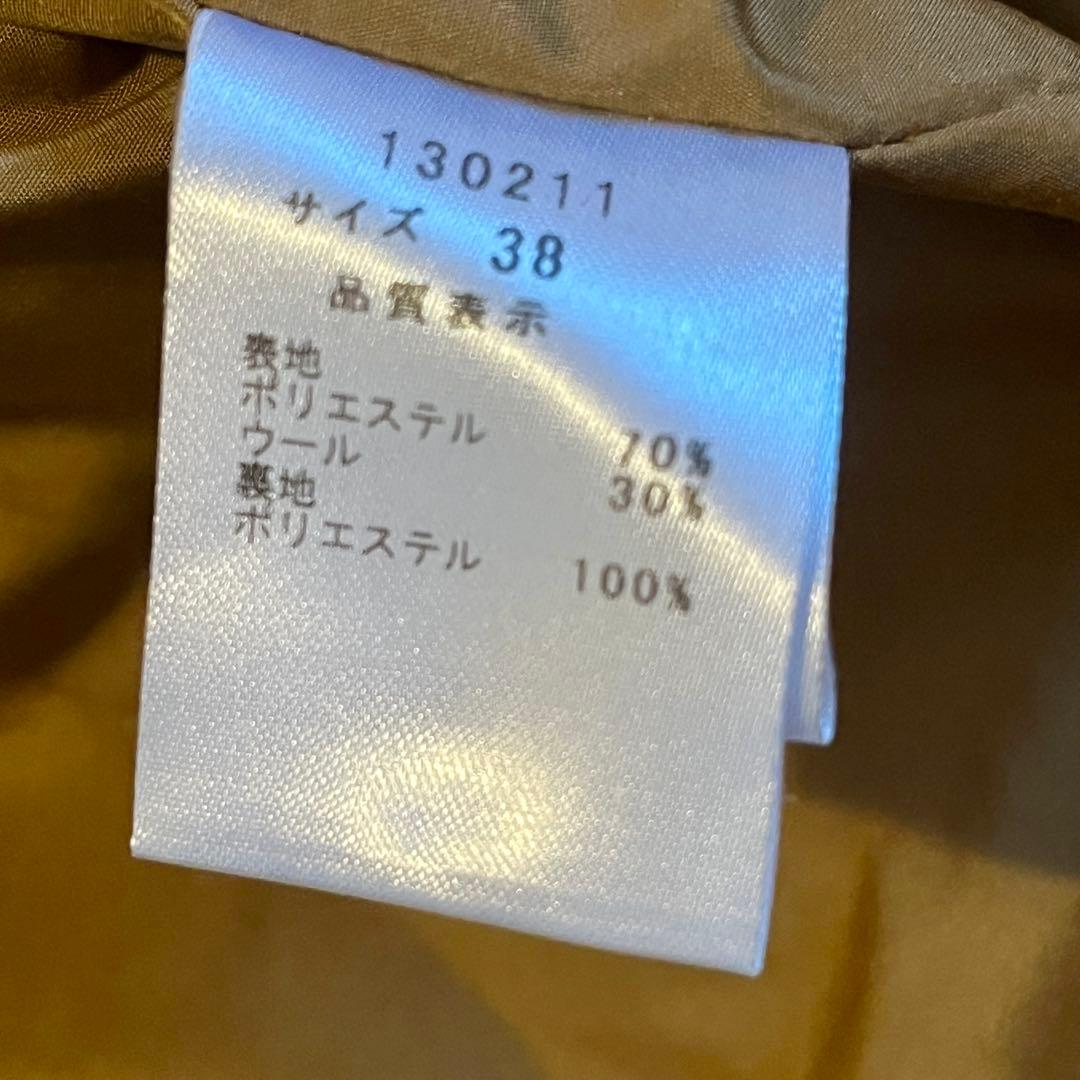 130211
サイズ 38
品質表示
表地
ポリエステル 70%
ウール 30%
裏地
ポリエステル 100%